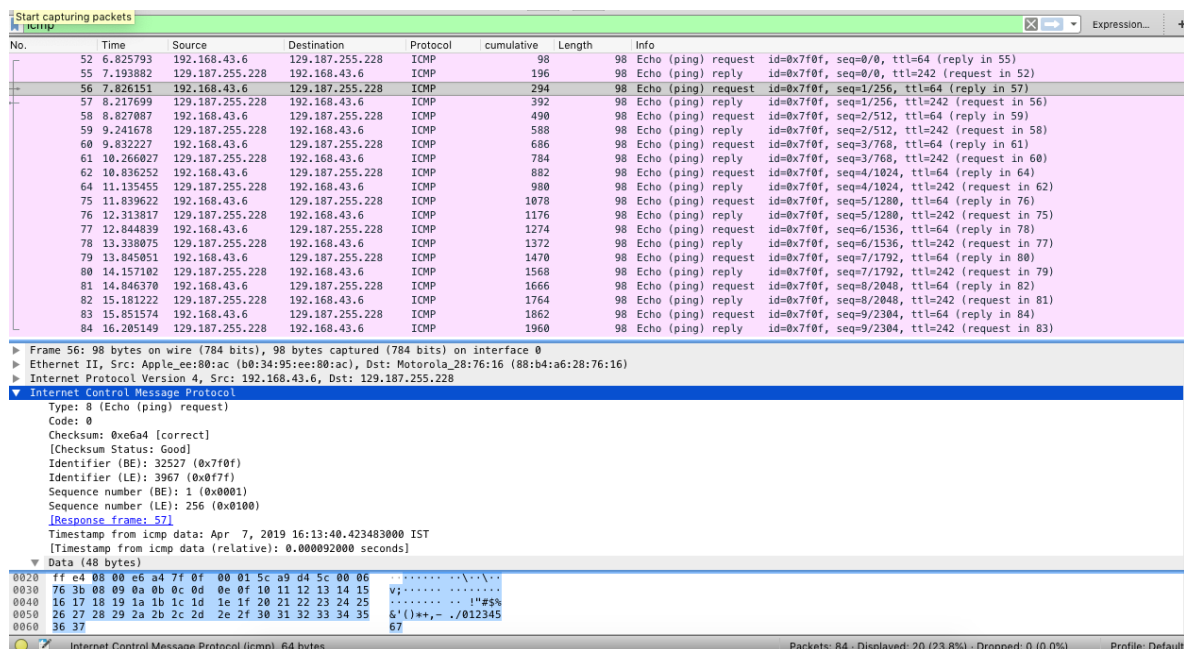 Start capturing packets
icmp
Expression... +
No. Time Source Destination Protocol cumulative Length Info
52 6.825793 192.168.43.6 129.187.255.228 ICMP 98 98 Echo (ping) request id=0x7f0f, seq=0/0, ttl=64 (reply in 55)
55 7.193882 129.187.255.228 192.168.43.6 ICMP 196 98 Echo (ping) reply id=0x7f0f, seq=0/0, ttl=242 (request in 52)
56 7.826151 192.168.43.6 129.187.255.228 ICMP 294 98 Echo (ping) request id=0x7f0f, seq=1/256, ttl=64 (reply in 57)
57 8.217699 129.187.255.228 192.168.43.6 ICMP 392 98 Echo (ping) reply id=0x7f0f, seq=1/256, ttl=242 (request in 56)
58 8.827087 192.168.43.6 129.187.255.228 ICMP 490 98 Echo (ping) request id=0x7f0f, seq=2/512, ttl=64 (reply in 59)
59 9.241678 129.187.255.228 192.168.43.6 ICMP 588 98 Echo (ping) reply id=0x7f0f, seq=2/512, ttl=242 (request in 58)
60 9.832227 192.168.43.6 129.187.255.228 ICMP 686 98 Echo (ping) request id=0x7f0f, seq=3/768, ttl=64 (reply in 61)
61 10.266027 129.187.255.228 192.168.43.6 ICMP 784 98 Echo (ping) reply id=0x7f0f, seq=3/768, ttl=242 (request in 60)
62 10.836252 192.168.43.6 129.187.255.228 ICMP 882 98 Echo (ping) request id=0x7f0f, seq=4/1024, ttl=64 (reply in 64)
64 11.135455 129.187.255.228 192.168.43.6 ICMP 980 98 Echo (ping) reply id=0x7f0f, seq=4/1024, ttl=242 (request in 62)
75 11.839622 192.168.43.6 129.187.255.228 ICMP 1078 98 Echo (ping) request id=0x7f0f, seq=5/1280, ttl=64 (reply in 76)
76 12.313817 129.187.255.228 192.168.43.6 ICMP 1176 98 Echo (ping) reply id=0x7f0f, seq=5/1280, ttl=242 (request in 75)
77 12.844839 192.168.43.6 129.187.255.228 ICMP 1274 98 Echo (ping) request id=0x7f0f, seq=6/1536, ttl=64 (reply in 78)
78 13.338075 129.187.255.228 192.168.43.6 ICMP 1372 98 Echo (ping) reply id=0x7f0f, seq=6/1536, ttl=242 (request in 77)
79 13.845051 192.168.43.6 129.187.255.228 ICMP 1470 98 Echo (ping) request id=0x7f0f, seq=7/1792, ttl=64 (reply in 80)
80 14.157102 129.187.255.228 192.168.43.6 ICMP 1568 98 Echo (ping) reply id=0x7f0f, seq=7/1792, ttl=242 (request in 79)
81 14.846370 192.168.43.6 129.187.255.228 ICMP 1666 98 Echo (ping) request id=0x7f0f, seq=8/2048, ttl=64 (reply in 82)
82 15.181222 129.187.255.228 192.168.43.6 ICMP 1764 98 Echo (ping) reply id=0x7f0f, seq=8/2048, ttl=242 (request in 81)
83 15.851574 192.168.43.6 129.187.255.228 ICMP 1862 98 Echo (ping) request id=0x7f0f, seq=9/2304, ttl=64 (reply in 84)
84 16.205149 129.187.255.228 192.168.43.6 ICMP 1960 98 Echo (ping) reply id=0x7f0f, seq=9/2304, ttl=242 (request in 83)
Frame 56: 98 bytes on wire (784 bits), 98 bytes captured (784 bits) on interface 0
Ethernet II, Src: Apple_ee:80:ac (b0:34:95:ee:80:ac), Dst: Motorola_28:76:16 (88:b4:a6:28:76:16)
Internet Protocol Version 4, Src: 192.168.43.6, Dst: 129.187.255.228
Internet Control Message Protocol
Type: 8 (Echo (ping) request)
Code: 0
Checksum: 0xe6a4 [correct]
[Checksum Status: Good]
Identifier (BE): 32527 (0x7f0f)
Identifier (LE): 3967 (0x0f7f)
Sequence number (BE): 1 (0x0001)
Sequence number (LE): 256 (0x0100)
[Response frame: 57]
Timestamp from icmp data: Apr 7, 2019 16:13:40.423483000 IST
[Timestamp from icmp data (relative): 0.000092000 seconds]
Data (48 bytes)
0020 ff e4 08 00 e6 a4 7f 0f 00 01 5c a9 d4 5c 00 06 ········ ··\··\··
0030 76 3b 08 09 0a 0b 0c 0d 0e 0f 10 11 12 13 14 15 v;······ ········
0040 16 17 18 19 1a 1b 1c 1d 1e 1f 20 21 22 23 24 25 ········ ·· !"#$%
0050 26 27 28 29 2a 2b 2c 2d 2e 2f 30 31 32 33 34 35 &'()*+,- ./012345
0060 36 37 67
Internet Control Message Protocol (icmp), 64 bytes Packets: 84 · Displayed: 20 (23.8%) · Dropped: 0 (0.0%) Profile: Default